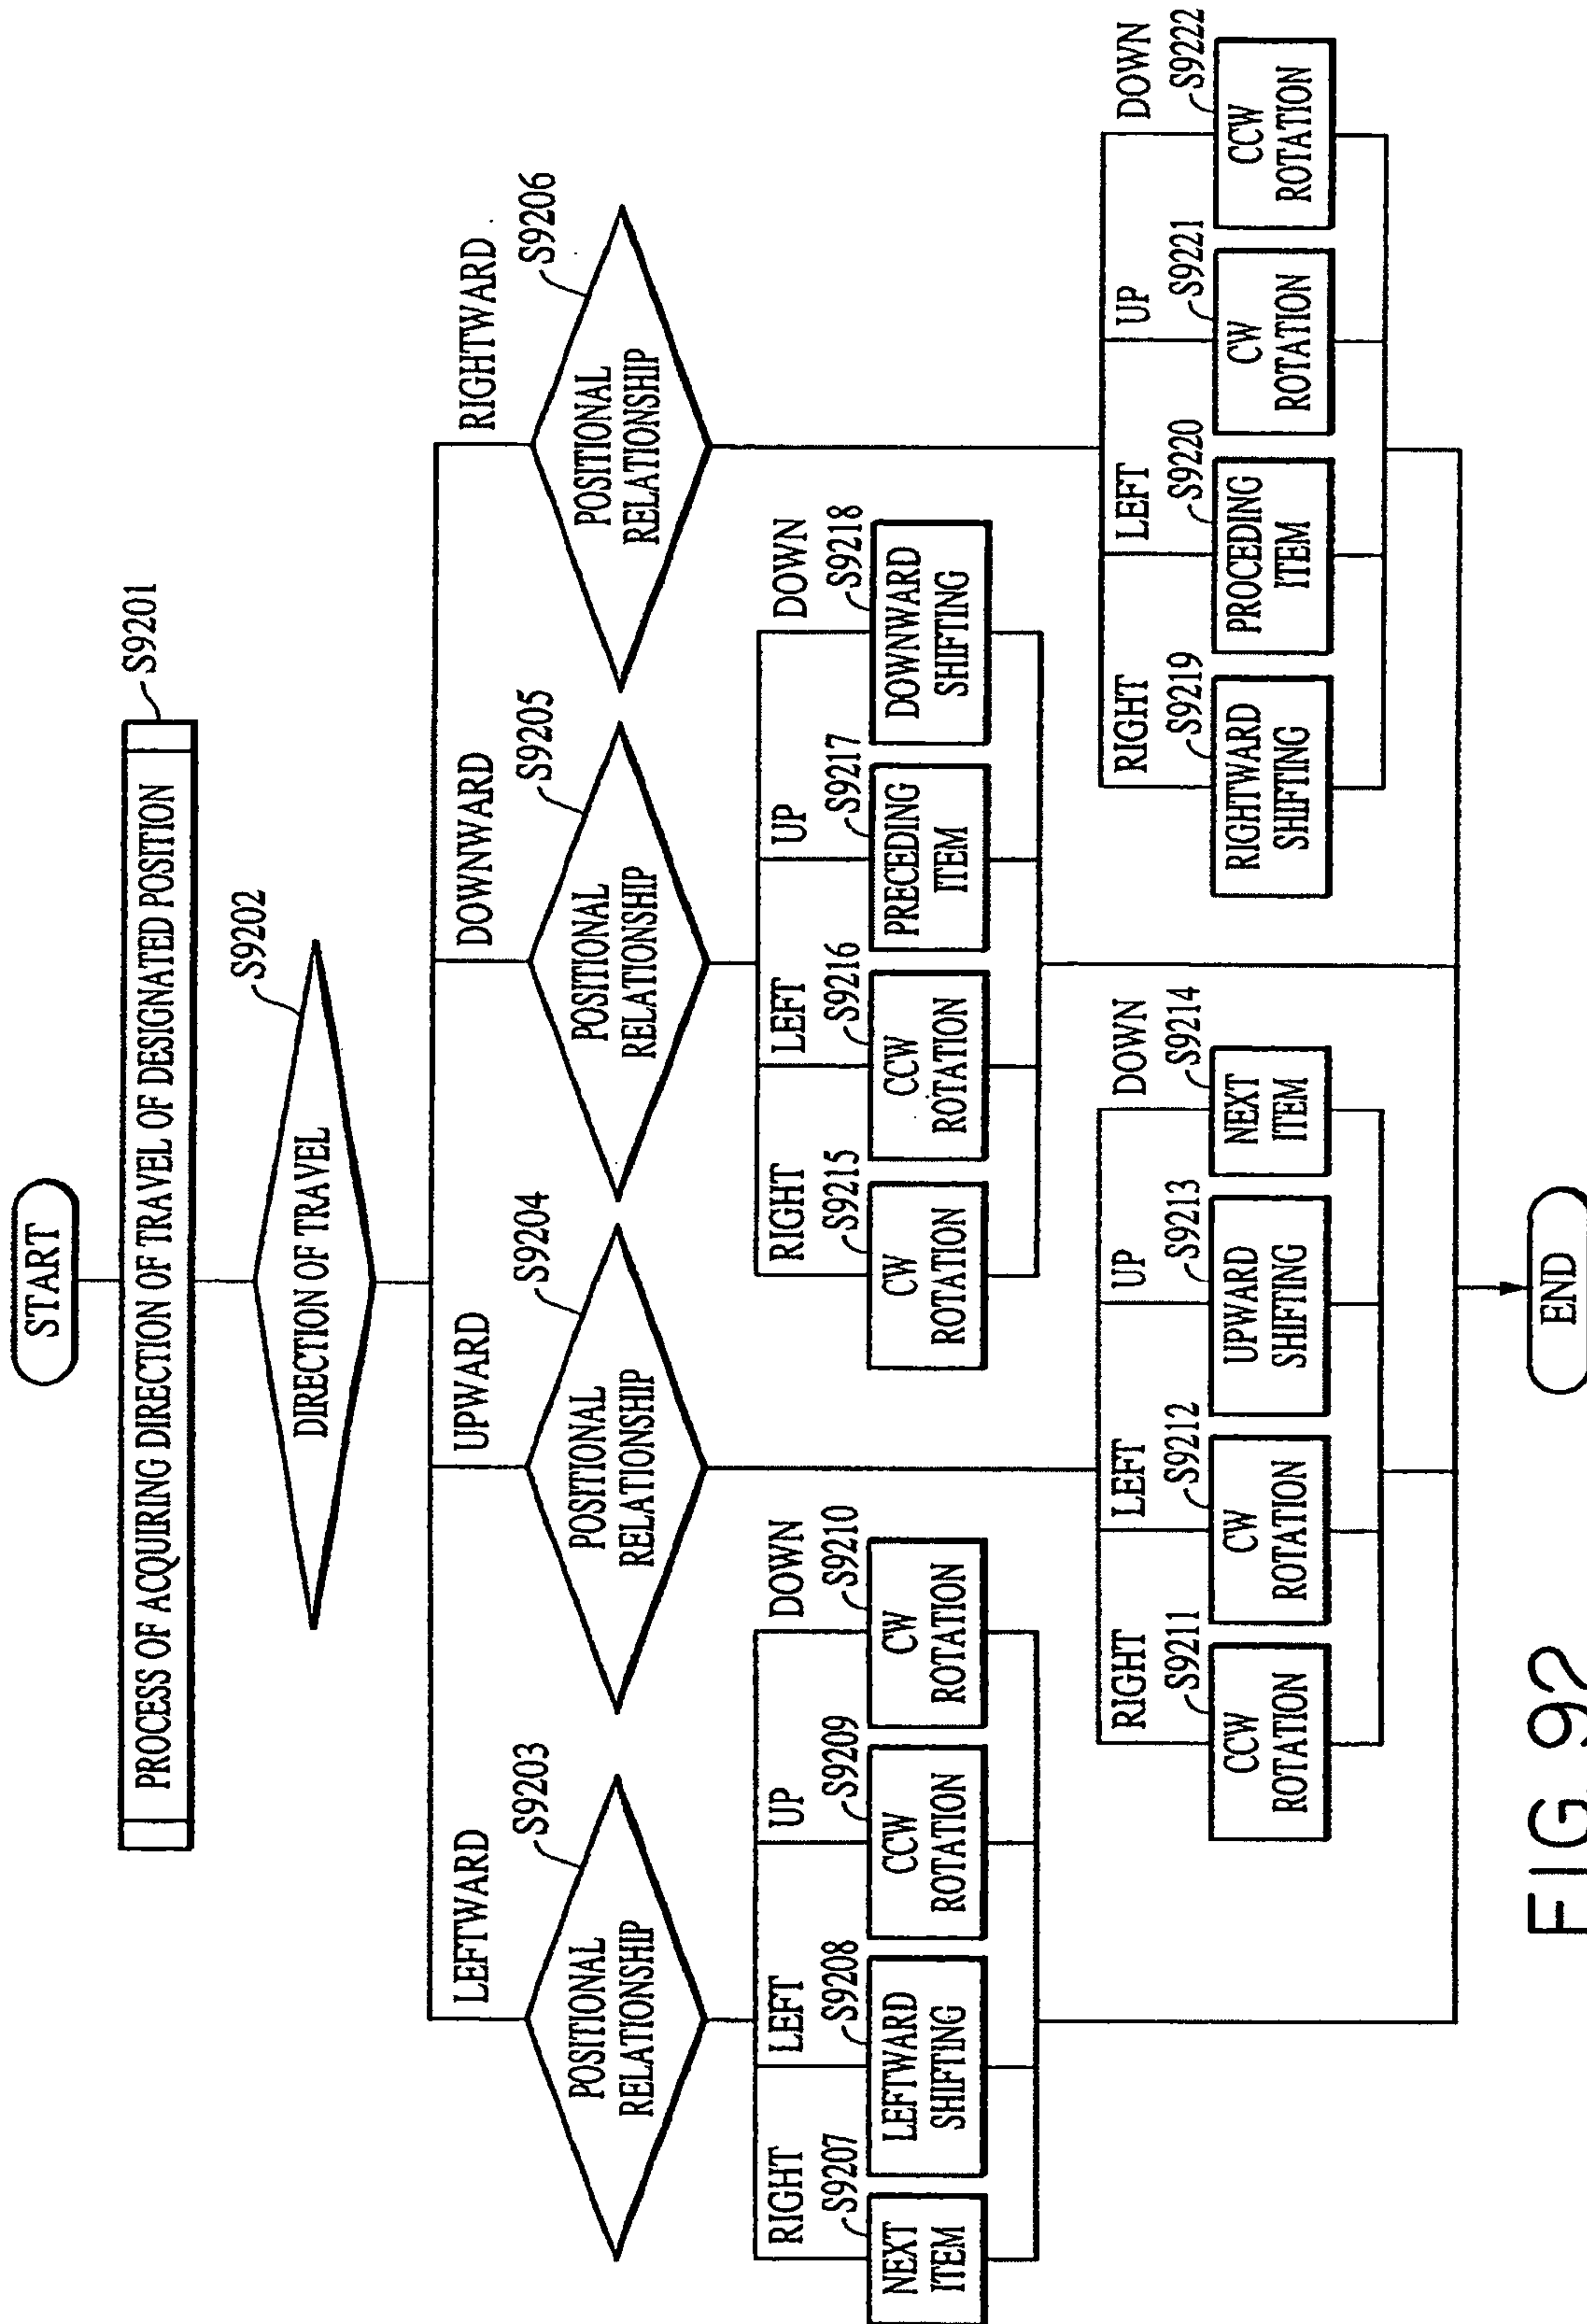 START
PROCESS OF ACQUIRING DIRECTION OF TRAVEL OF DESIGNATED POSITION
S9201
DIRECTION OF TRAVEL
S9202
LEFTWARD
UPWARD
DOWNWARD
RIGHTWARD
POSITIONAL
RELATIONSHIP
S9203
POSITIONAL
RELATIONSHIP
S9204
POSITIONAL
RELATIONSHIP
S9205
POSITIONAL
RELATIONSHIP
S9206
RIGHT
S9207
NEXT
ITEM
LEFT
S9208
LEFTWARD
SHIFTING
UP
S9209
CCW
ROTATION
DOWN
S9210
CW
ROTATION
RIGHT
S9211
CCW
ROTATION
LEFT
S9212
CW
ROTATION
UP
S9213
UPWARD
SHIFTING
DOWN
S9214
NEXT
ITEM
RIGHT
S9215
CW
ROTATION
LEFT
S9216
CCW
ROTATION
UP
S9217
PRECEDING
ITEM
DOWN
S9218
DOWNWARD
SHIFTING
RIGHT
S9219
RIGHTWARD
SHIFTING
LEFT
S9220
PROCEDING
ITEM
UP
S9221
CW
ROTATION
DOWN
S9222
CCW
ROTATION
END
FIG. 92